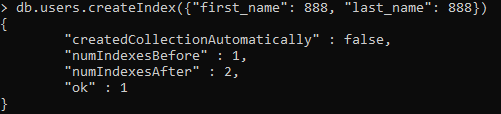 > db.users.createIndex({"first_name": 888, "last_name": 888})
{
        "createdCollectionAutomatically" : false,
        "numIndexesBefore" : 1,
        "numIndexesAfter" : 2,
        "ok" : 1
}